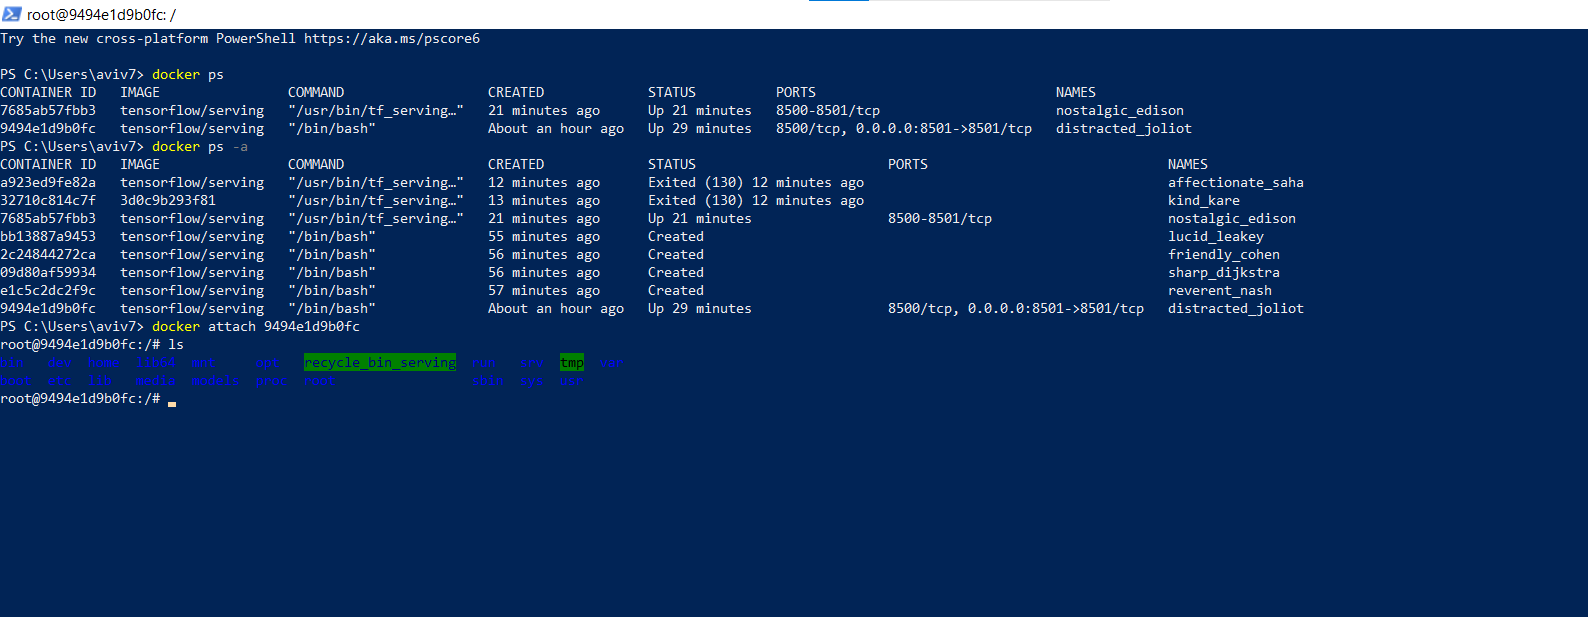 root@9494e1d9b0fc: /
Try the new cross-platform PowerShell https://aka.ms/pscore6
PS C:\Users\aviv7> docker ps
CONTAINER ID   IMAGE                COMMAND                  CREATED             STATUS          PORTS                              NAMES
7685ab57fbb3   tensorflow/serving   "/usr/bin/tf_serving…"   21 minutes ago      Up 21 minutes   8500-8501/tcp                      nostalgic_edison
9494e1d9b0fc   tensorflow/serving   "/bin/bash"              About an hour ago   Up 29 minutes   8500/tcp, 0.0.0.0:8501->8501/tcp   distracted_joliot
PS C:\Users\aviv7> docker ps -a
CONTAINER ID   IMAGE                COMMAND                  CREATED             STATUS                        PORTS                              NAMES
a923ed9fe82a   tensorflow/serving   "/usr/bin/tf_serving…"   12 minutes ago      Exited (130) 12 minutes ago                                      affectionate_saha
32710c814c7f   3d0c9b293f81         "/usr/bin/tf_serving…"   13 minutes ago      Exited (130) 12 minutes ago                                      kind_kare
7685ab57fbb3   tensorflow/serving   "/usr/bin/tf_serving…"   21 minutes ago      Up 21 minutes                 8500-8501/tcp                      nostalgic_edison
bb13887a9453   tensorflow/serving   "/bin/bash"              55 minutes ago      Created                                                          lucid_leakey
2c24844272ca   tensorflow/serving   "/bin/bash"              56 minutes ago      Created                                                          friendly_cohen
09d80af59934   tensorflow/serving   "/bin/bash"              56 minutes ago      Created                                                          sharp_dijkstra
e1c5c2dc2f9c   tensorflow/serving   "/bin/bash"              57 minutes ago      Created                                                          reverent_nash
9494e1d9b0fc   tensorflow/serving   "/bin/bash"              About an hour ago   Up 29 minutes                 8500/tcp, 0.0.0.0:8501->8501/tcp   distracted_joliot
PS C:\Users\aviv7> docker attach 9494e1d9b0fc
root@9494e1d9b0fc:/# ls
bin   dev  home  lib64  mnt     opt   recycle_bin_serving  run   srv  tmp  var
boot  etc  lib   media  models  proc  root                 sbin  sys  usr
root@9494e1d9b0fc:/#